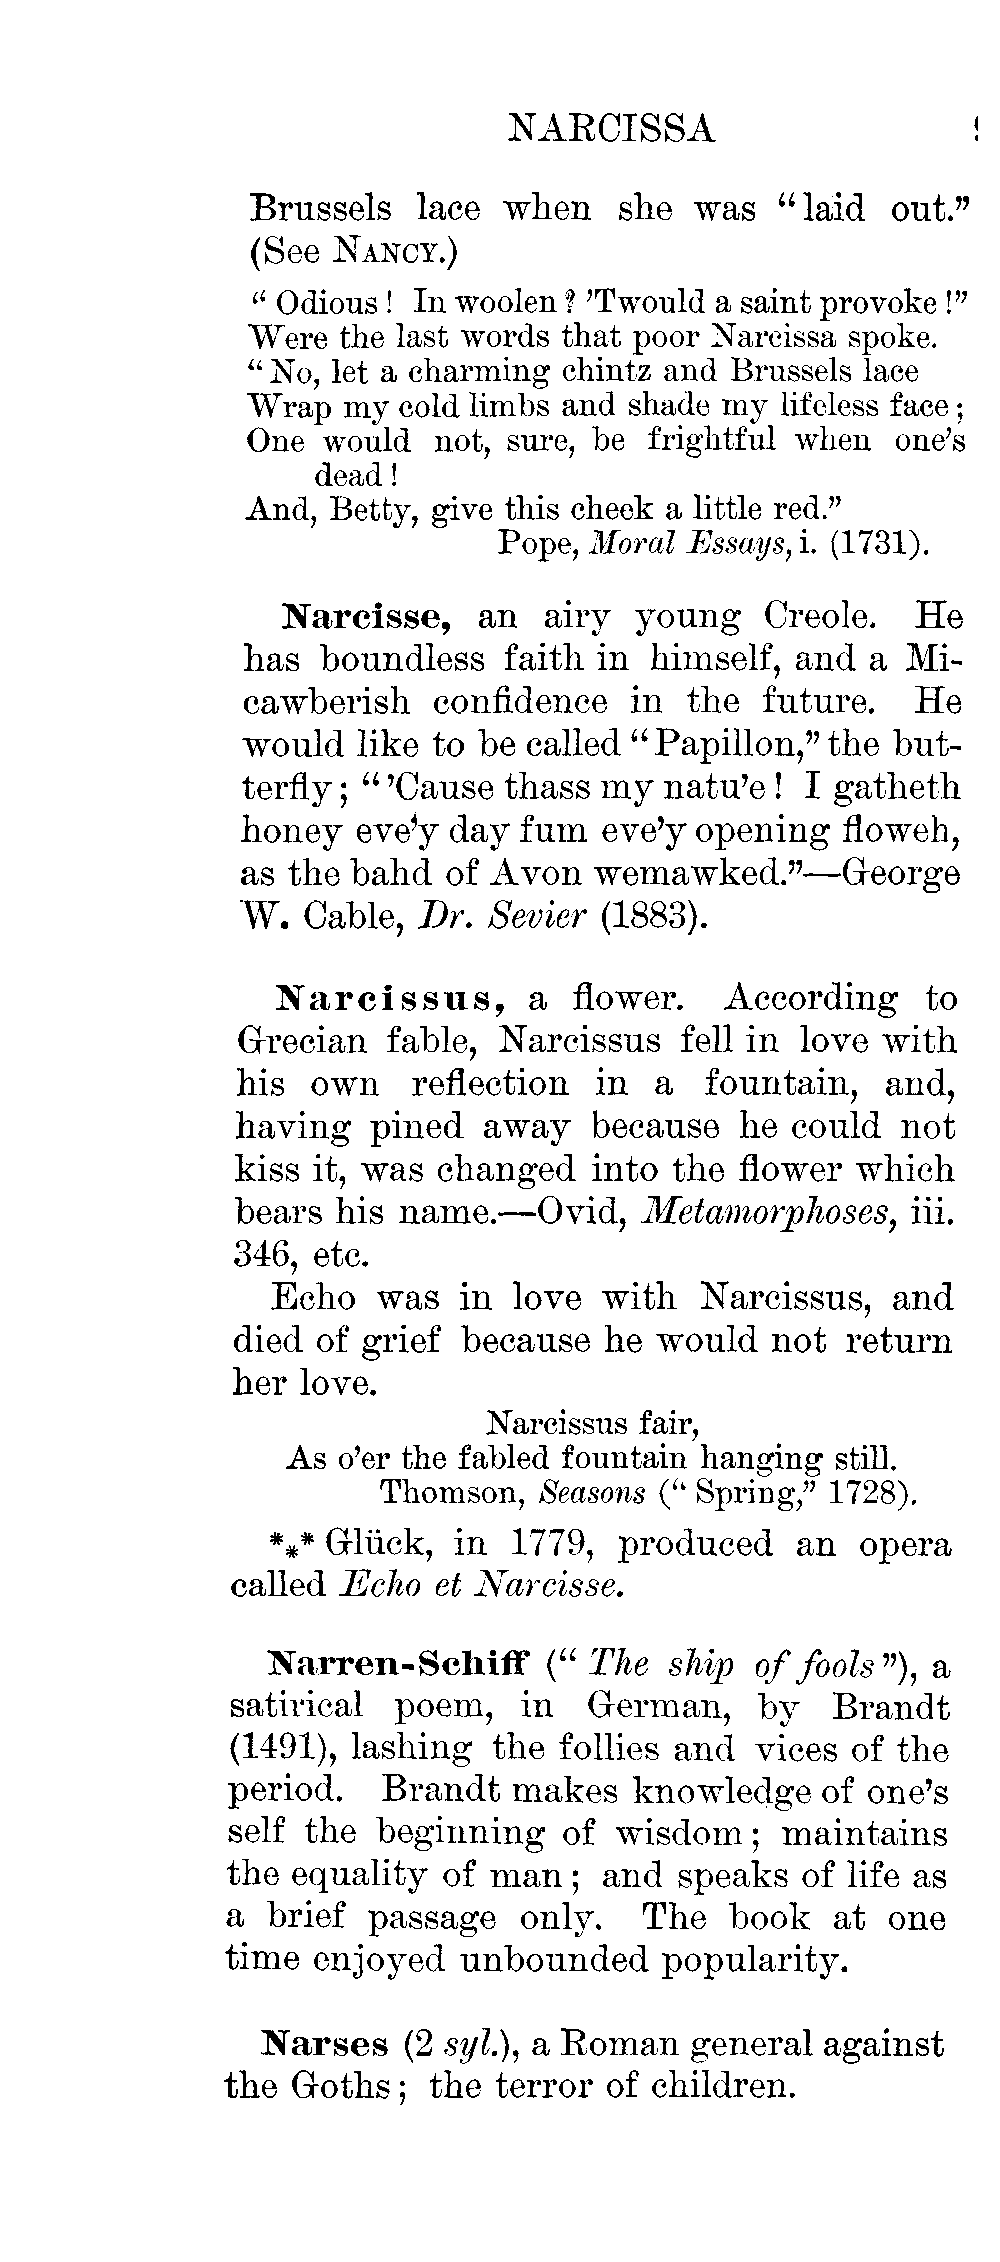 NARCISSA
Brussels lace when she was "laid out."
(See NANCY.)
" Odious ! In woolen ? 'Twould a saint provoke !"
Were the last words that poor Narcissa spoke.
"No, let a charming chintz and Brussels lace
Wrap my cold limbs and shade my lifeless face ;
One would not, sure, be frightful when one's
dead !
And, Betty, give this cheek a little red."
Pope, Moral Essays, i. (1731).
Narcisse, an airy young Creole. He
has boundless faith in himself, and a Mi-
cawberish confidence in the future. He
would like to be called "Papillon," the but-
terfly ; "'Cause thass my natu'e ! I gatheth
honey eve'y day fum eve'y opening floweh,
as the bahd of Avon wemawked."—George
W. Cable, Dr. Sevier (1883).
Narcissus, a flower. According to
Grecian fable, Narcissus fell in love with
his own reflection in a fountain, and,
having pined away because he could not
kiss it, was changed into the flower which
bears his name.—Ovid, Metamorphoses, iii.
346, etc.
Echo was in love with Narcissus, and
died of grief because he would not return
her love.
Narcissus fair,
As o'er the fabled fountain hanging still.
Thomson, Seasons (" Spring," 1728).
*⁎* Glück, in 1779, produced an opera
called Echo et Narcisse.
Narren-Schiff (" The ship of fools"), a
satirical poem, in German, by Brandt
(1491), lashing the follies and vices of the
period. Brandt makes knowledge of one's
self the beginning of wisdom ; maintains
the equality of man ; and speaks of life as
a brief passage only. The book at one
time enjoyed unbounded popularity.
Narses (2 syl.), a Roman general against
the Goths ; the terror of children.